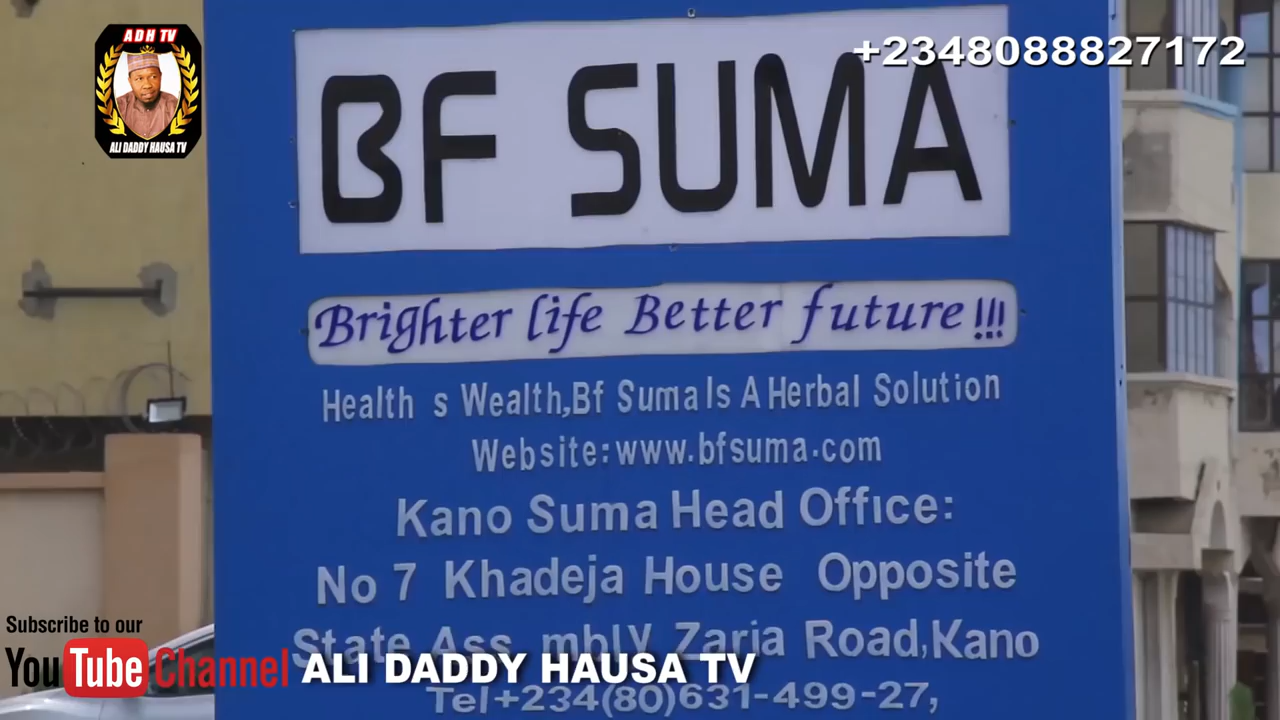 ADH TV
ALI DADDY HAUSA TV
+2348088827172
BF SUMA
Brighter life Better future!!!
Health s Wealth,Bf Suma Is A Herbal Solution
Website:www.bfsuma.com
Kano Suma Head Office:
No 7 Khadeja House Opposite
State Ass mblY Zaria Road,Kano
Tel+234(80)631-499-27,
Subscribe to our
YouTube Channel ALI DADDY HAUSA TV